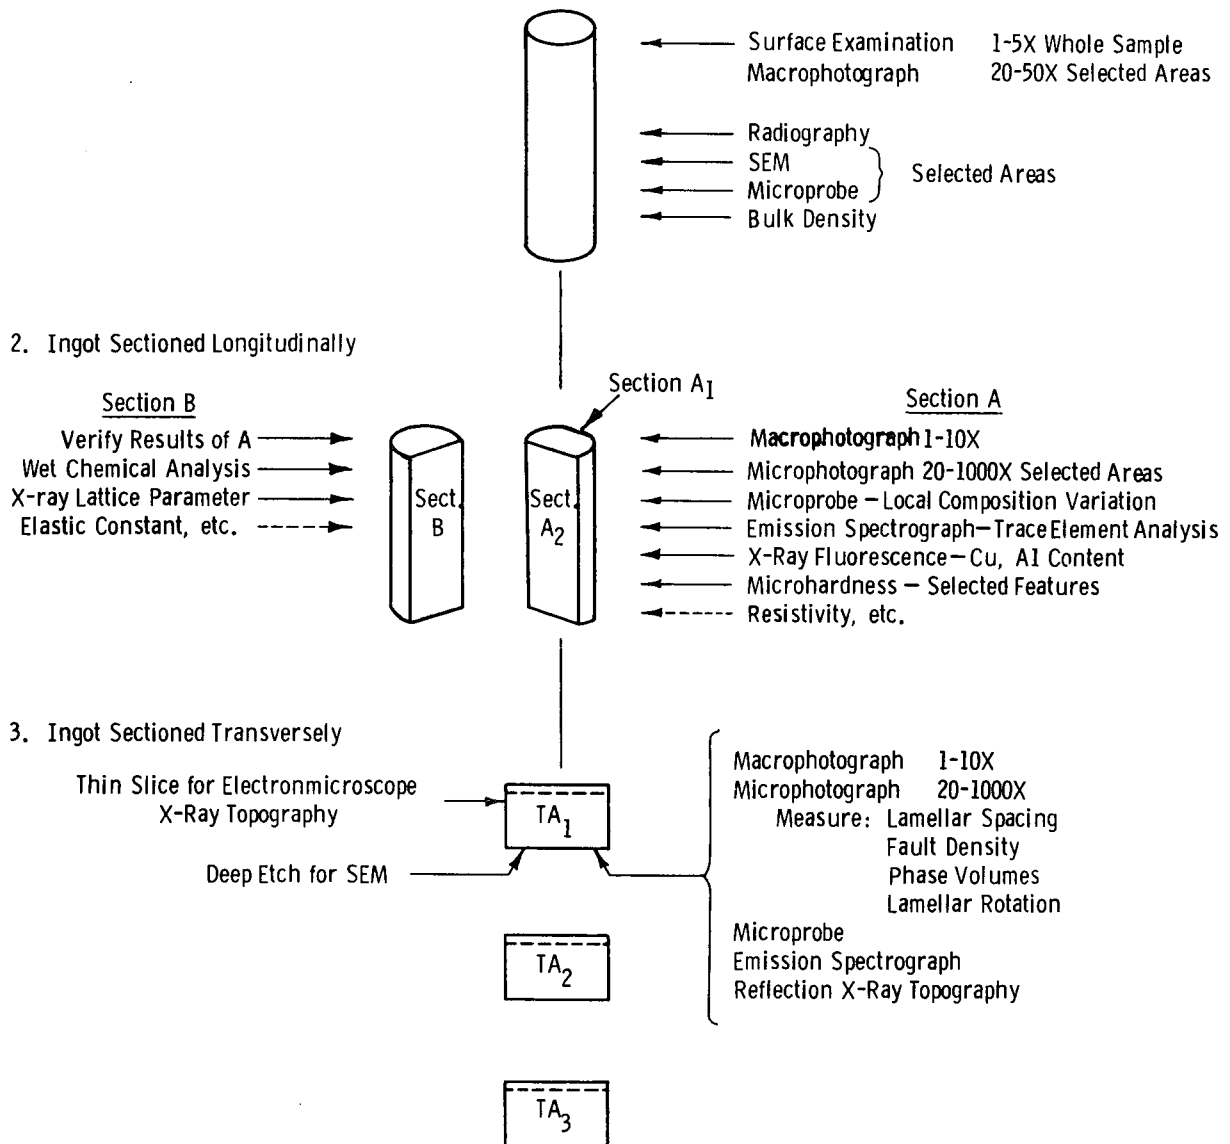 Surface Examination 1-5X Whole Sample
Macrophotograph 20-50X Selected Areas
Radiography
SEM
Microprobe
Selected Areas
Bulk Density
2. Ingot Sectioned Longitudinally
Section A1
Section B
Verify Results of A
Wet Chemical Analysis
X-ray Lattice Parameter
Elastic Constant, etc.
Sect. B
Sect. A2
Section A
Macrophotograph 1-10X
Microphotograph 20-1000X Selected Areas
Microprobe — Local Composition Variation
Emission Spectrograph—Trace Element Analysis
X-Ray Fluorescence — Cu, Al Content
Microhardness — Selected Features
Resistivity, etc.
3. Ingot Sectioned Transversely
Thin Slice for Electronmicroscope
X-Ray Topography
TA1
Deep Etch for SEM
Macrophotograph 1-10X
Microphotograph 20-1000X
Measure: Lamellar Spacing
Fault Density
Phase Volumes
Lamellar Rotation
Microprobe
Emission Spectrograph
Reflection X-Ray Topography
TA2
TA3